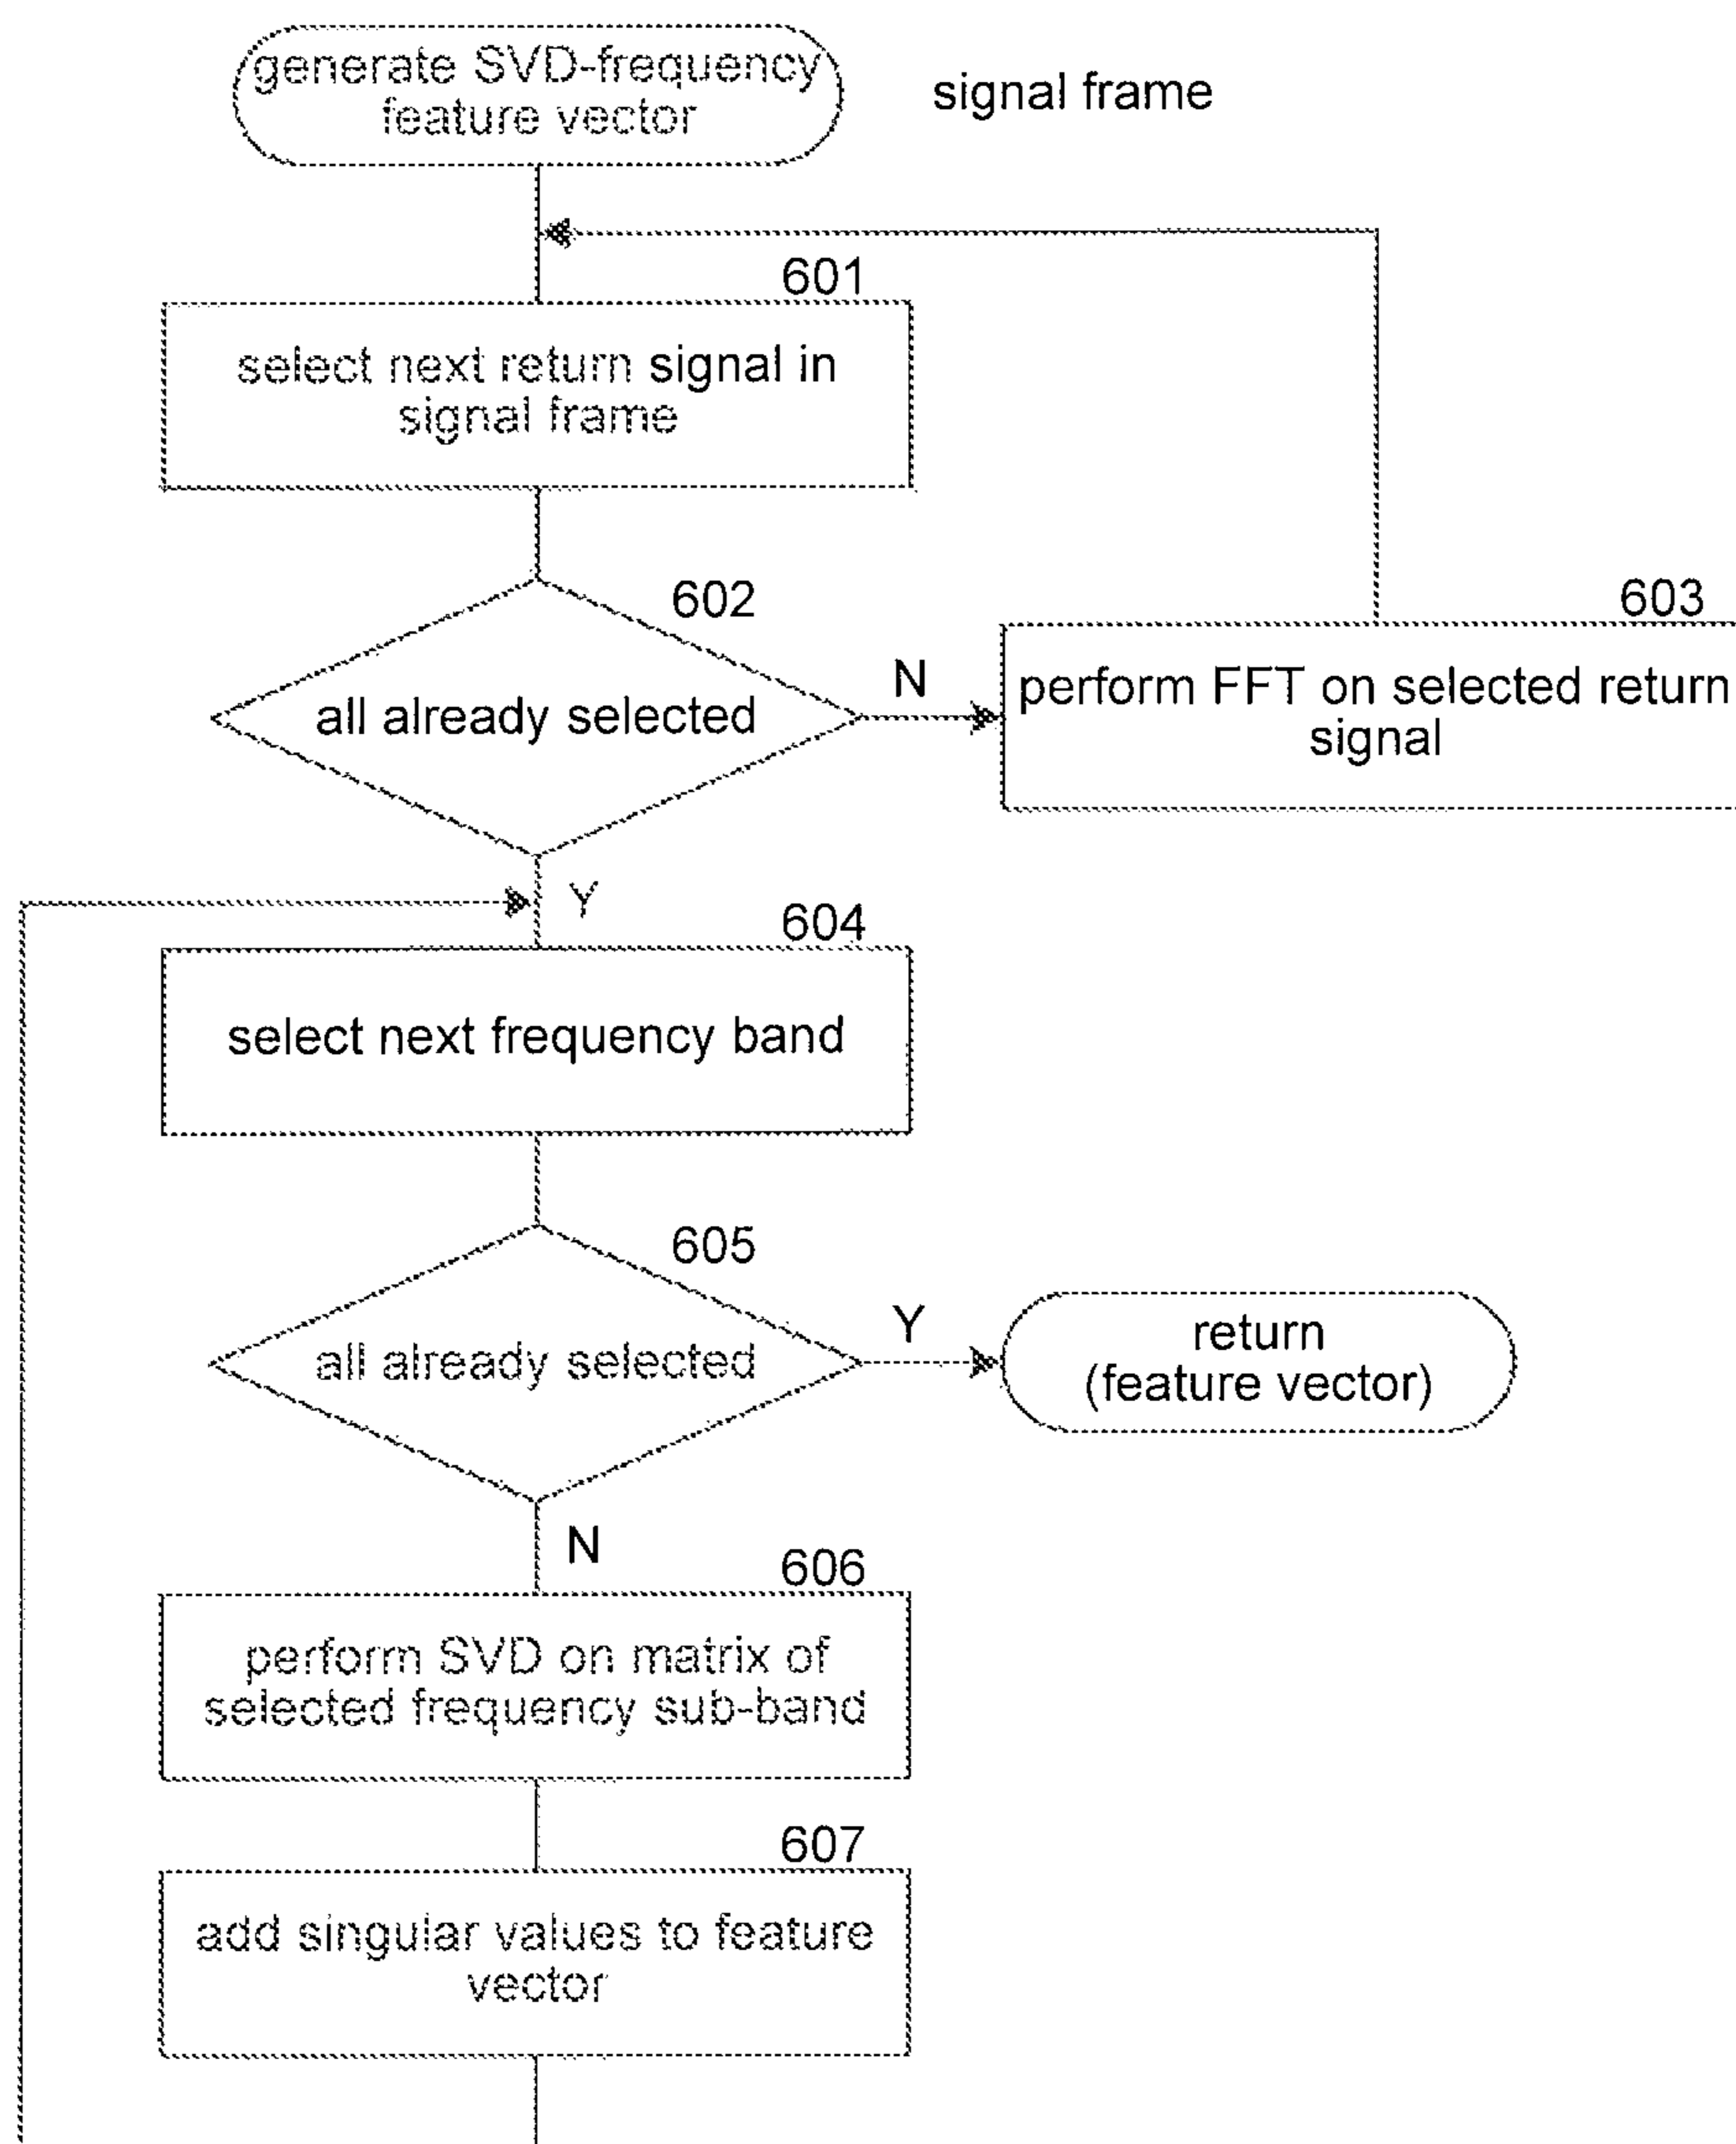 generate SVD-frequency
feature vector
signal frame
601
select next return signal in
signal frame
602
all already selected
N
603
perform FFT on selected return
signal
Y
604
select next frequency band
605
all already selected
Y
return
(feature vector)
N
606
perform SVD on matrix of
selected frequency sub-band
607
add singular values to feature
vector